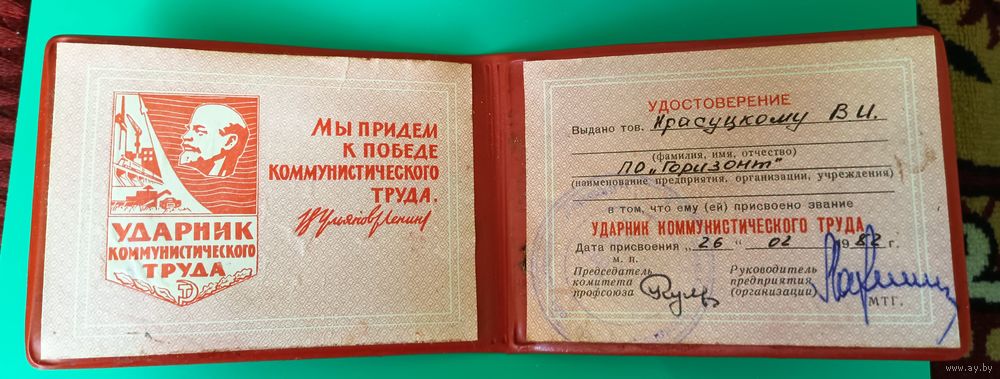 УДАРНИК
КОММУНИСТИЧЕСКОГО
ТРУДА
МЫ ПРИДЕМ
К ПОБЕДЕ
КОММУНИСТИЧЕСКОГО
ТРУДА.
В Ульянов-Ленин
УДОСТОВЕРЕНИЕ
Выдано тов. Красуцкому В И.
(фамилия, имя, отчество)
ПО „Горизонт"
(наименование предприятия, организации, учреждения)
в том, что ему (ей) присвоено звание
УДАРНИК КОММУНИСТИЧЕСКОГО ТРУДА
Дата присвоения „26" 02 1982 г.
м. п.
Председатель
комитета
профсоюза
Руководитель
предприятия
(организации)
МТГ.
www.ay.by